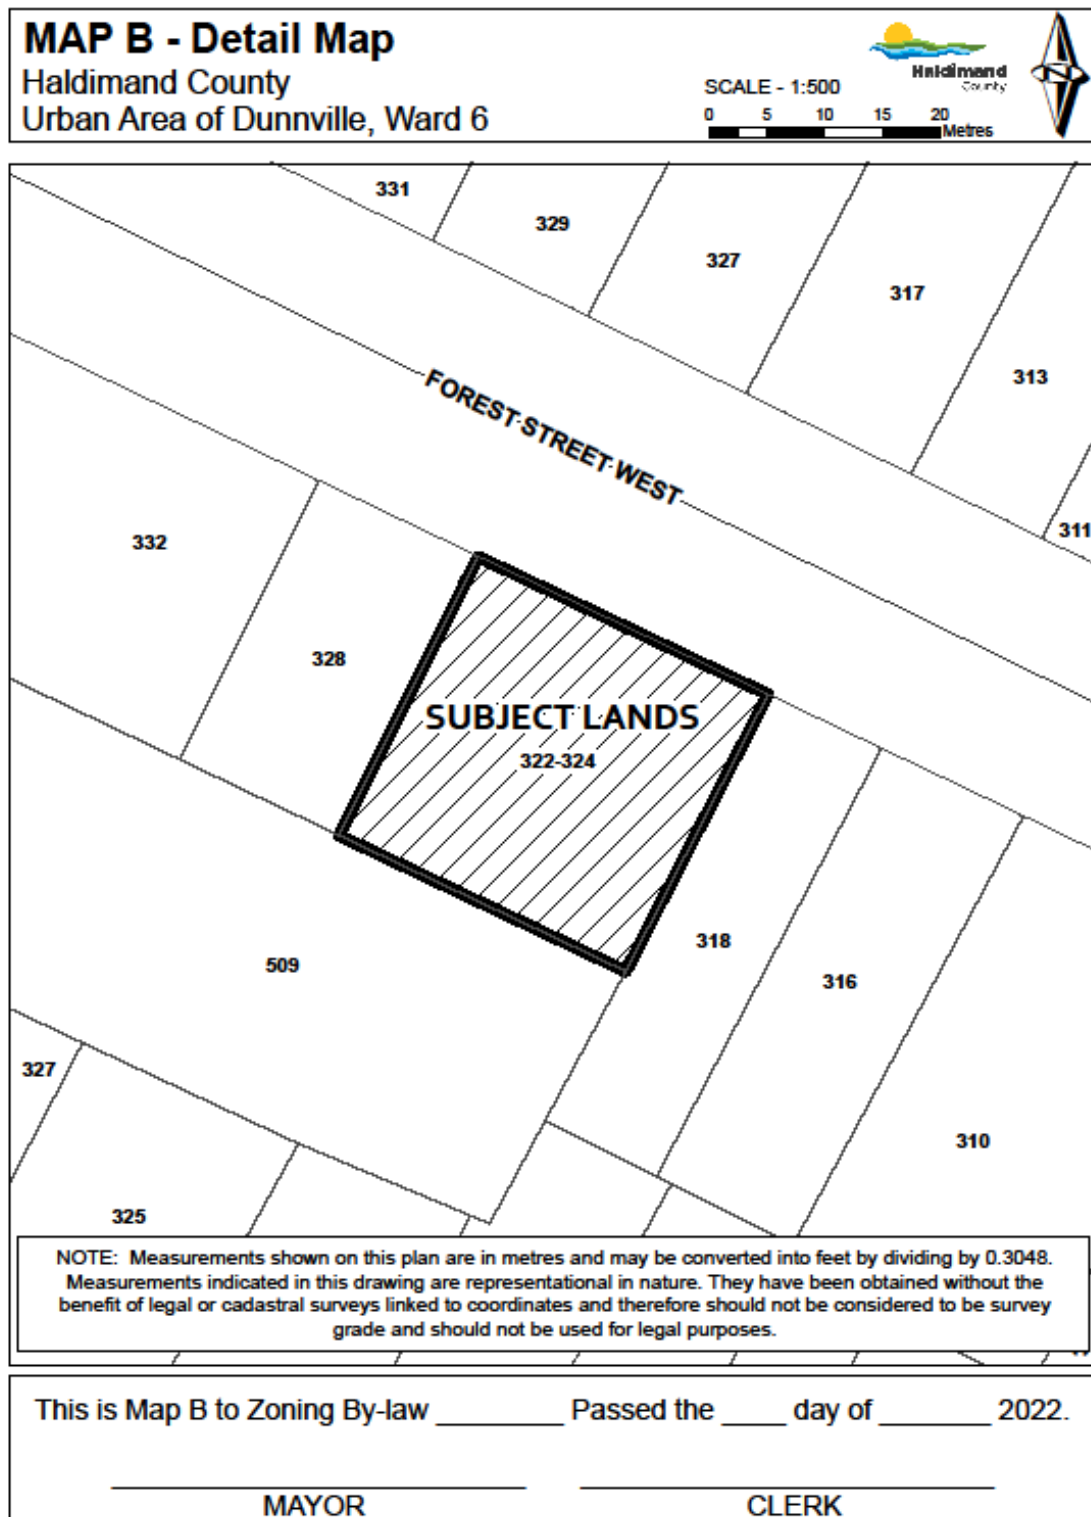 MAP B - Detail Map
Haldimand County
Urban Area of Dunnville, Ward 6
SCALE - 1:500
0 5 10 15 20
Metres
Haldimand
County
N
331
329
327
317
313
311
FOREST STREET WEST
332
328
SUBJECT LANDS
322-324
318
316
509
327
310
325
NOTE: Measurements shown on this plan are in metres and may be converted into feet by dividing by 0.3048.
Measurements indicated in this drawing are representational in nature. They have been obtained without the
benefit of legal or cadastral surveys linked to coordinates and therefore should not be considered to be survey
grade and should not be used for legal purposes.
This is Map B to Zoning By-law ________ Passed the ____ day of _______ 2022.
MAYOR CLERK